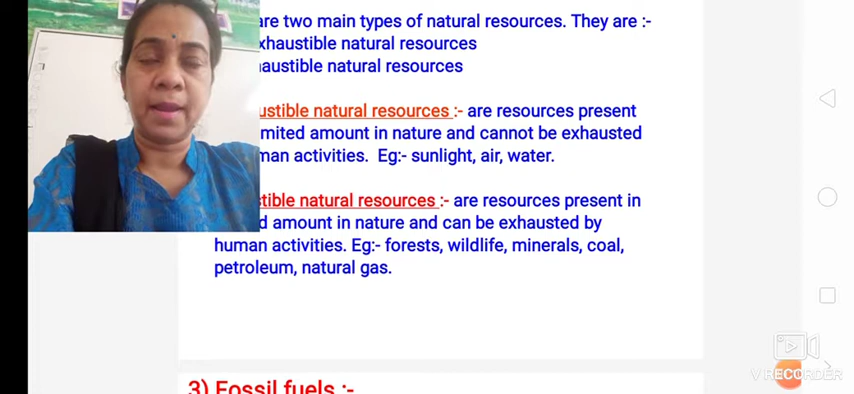 are two main types of natural resources. They are :-
xhaustible natural resources
haustible natural resources
ustible natural resources :- are resources present
mited amount in nature and cannot be exhausted
man activities. Eg:- sunlight, air, water.
stible natural resources :- are resources present in
d amount in nature and can be exhausted by
human activities. Eg:- forests, wildlife, minerals, coal,
petroleum, natural gas.
3) Fossil fuels :-
V RECORDER